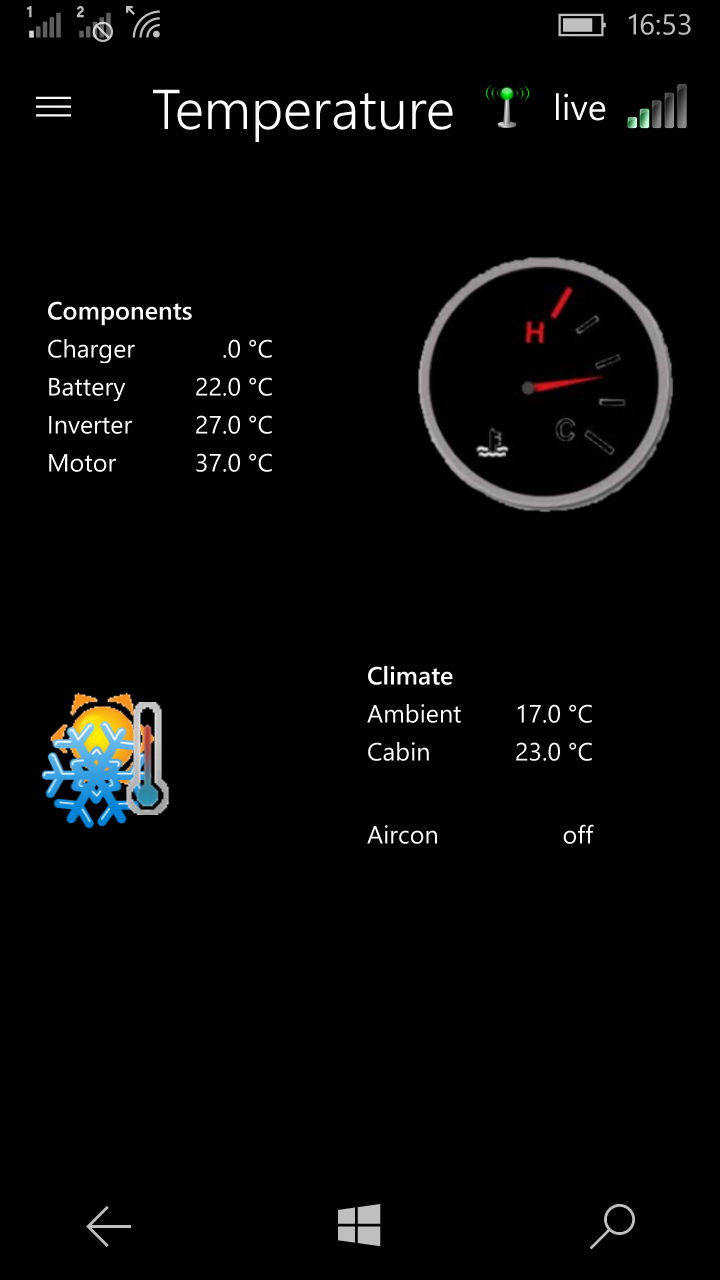 1 2 16:53
Temperature live
Components
Charger .0 °C
Battery 22.0 °C
Inverter 27.0 °C
Motor 37.0 °C
H
C
Climate
Ambient 17.0 °C
Cabin 23.0 °C
Aircon off